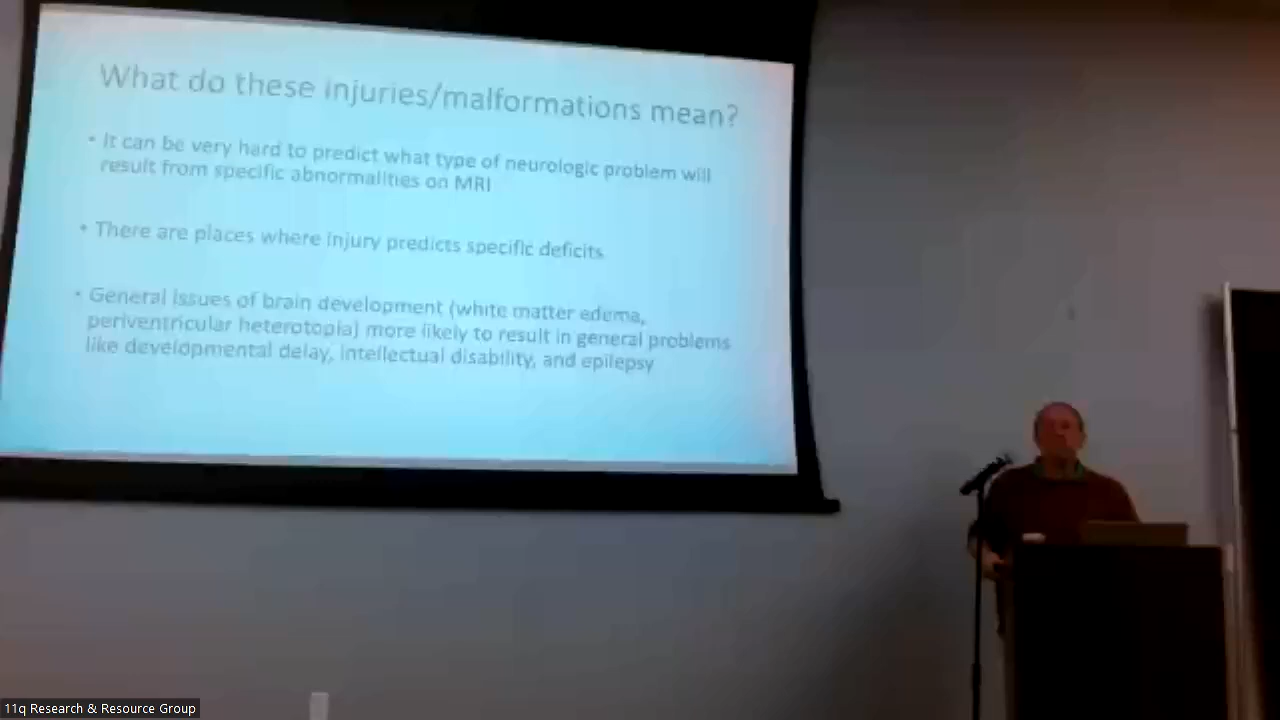 What do these injuries/malformations mean?
• It can be very hard to predict what type of neurologic problem will
result from specific abnormalities on MRI
• There are places where injury predicts specific deficits
• General issues of brain development (white matter edema,
periventricular heterotopia) more likely to result in general problems
like developmental delay, intellectual disability, and epilepsy
11q Research & Resource Group